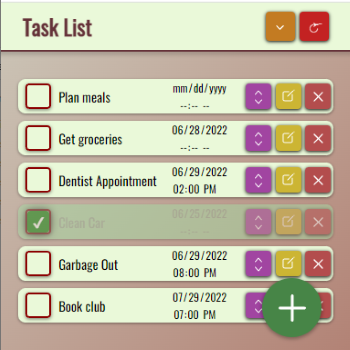 Task List
Plan meals
mm/dd/yyyy
--:-- --
Get groceries
06/28/2022
--:-- --
Dentist Appointment
06/29/2022
02:00 PM
Clean Car
06/25/2022
--:-- --
Garbage Out
06/29/2022
08:00 PM
Book club
07/29/2022
07:00 PM